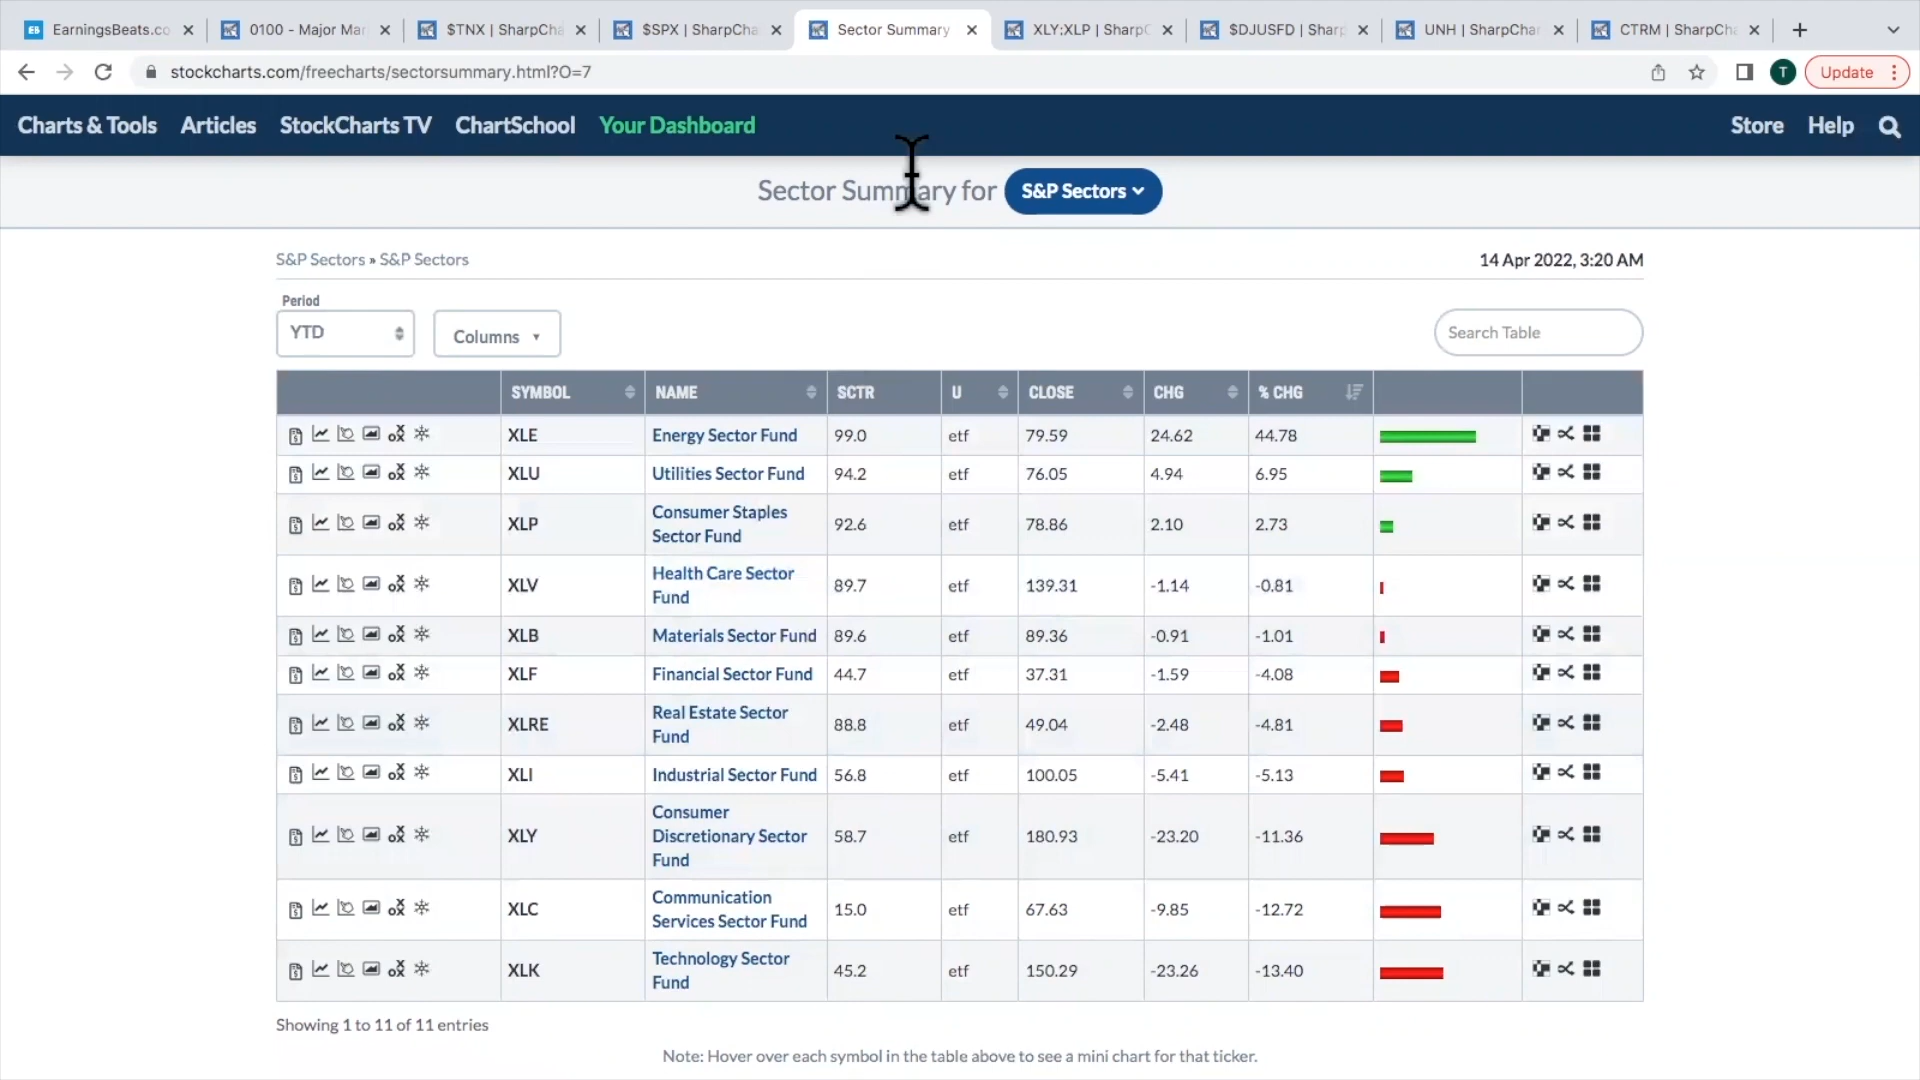 EarningsBeats.co
0100 - Major Mar
$TNX | SharpCha
$SPX | SharpCha
Sector Summary
XLY:XLP | SharpC
$DJUSFD | Sharp
UNH | SharpChar
CTRM | SharpCha
stockcharts.com/freecharts/sectorsummary.html?O=7
T
Update
Charts & Tools Articles StockCharts TV ChartSchool Your Dashboard Store Help
Sector Summary for S&P Sectors
S&P Sectors » S&P Sectors 14 Apr 2022, 3:20 AM
Period
YTD Columns Search Table
SYMBOL NAME SCTR U CLOSE CHG % CHG
XLE Energy Sector Fund 99.0 etf 79.59 24.62 44.78
XLU Utilities Sector Fund 94.2 etf 76.05 4.94 6.95
XLP Consumer Staples Sector Fund 92.6 etf 78.86 2.10 2.73
XLV Health Care Sector Fund 89.7 etf 139.31 -1.14 -0.81
XLB Materials Sector Fund 89.6 etf 89.36 -0.91 -1.01
XLF Financial Sector Fund 44.7 etf 37.31 -1.59 -4.08
XLRE Real Estate Sector Fund 88.8 etf 49.04 -2.48 -4.81
XLI Industrial Sector Fund 56.8 etf 100.05 -5.41 -5.13
XLY Consumer Discretionary Sector Fund 58.7 etf 180.93 -23.20 -11.36
XLC Communication Services Sector Fund 15.0 etf 67.63 -9.85 -12.72
XLK Technology Sector Fund 45.2 etf 150.29 -23.26 -13.40
Showing 1 to 11 of 11 entries
Note: Hover over each symbol in the table above to see a mini chart for that ticker.